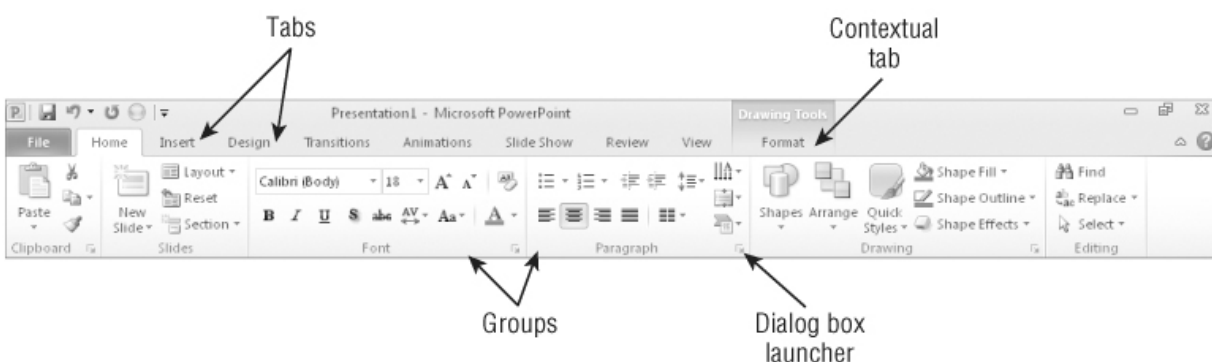 Tabs
Contextual
tab
P Presentation1 - Microsoft PowerPoint Drawing Tools
File Home Insert Design Transitions Animations Slide Show Review View Format
Paste
New
Slide
Layout
Reset
Section
Calibri (Body) 18 A A
B I U S abc AV Aa A
Shapes Arrange Quick
Styles
Shape Fill
Shape Outline
Shape Effects
Find
Replace
Select
Clipboard Slides Font Paragraph Drawing Editing
Groups
Dialog box
launcher